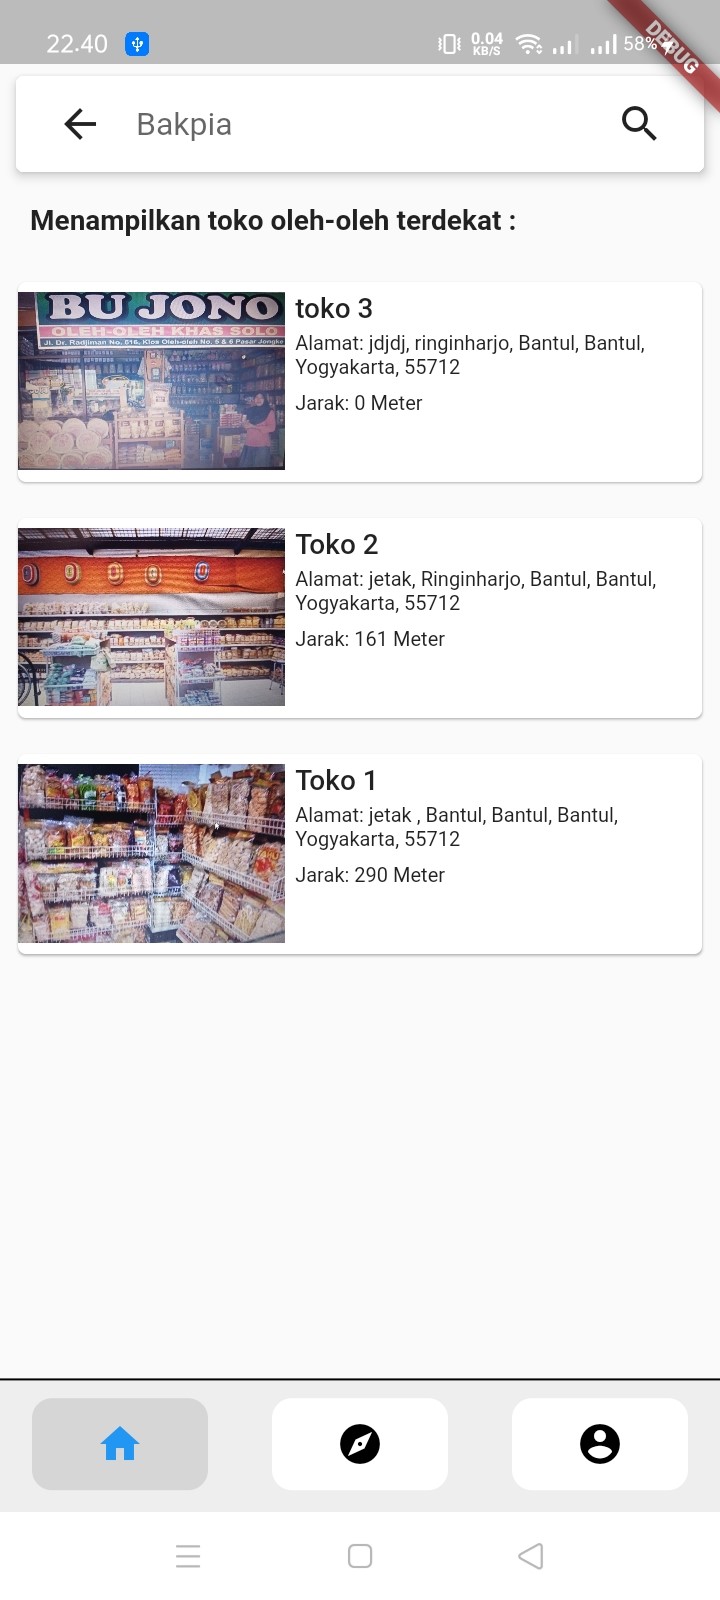 22.40
0.04
KB/S
58%
DEBUG
Bakpia
Menampilkan toko oleh-oleh terdekat :
BU JONO
OLEH-OLEH KHAS SOLO
Jl. Dr. Radjiman No. 516, Kios Oleh-oleh No. 5 & 6 Pasar Jongke
toko 3
Alamat: jdjdj, ringinharjo, Bantul, Bantul,
Yogyakarta, 55712
Jarak: 0 Meter
Toko 2
Alamat: jetak, Ringinharjo, Bantul, Bantul,
Yogyakarta, 55712
Jarak: 161 Meter
Toko 1
Alamat: jetak , Bantul, Bantul, Bantul,
Yogyakarta, 55712
Jarak: 290 Meter